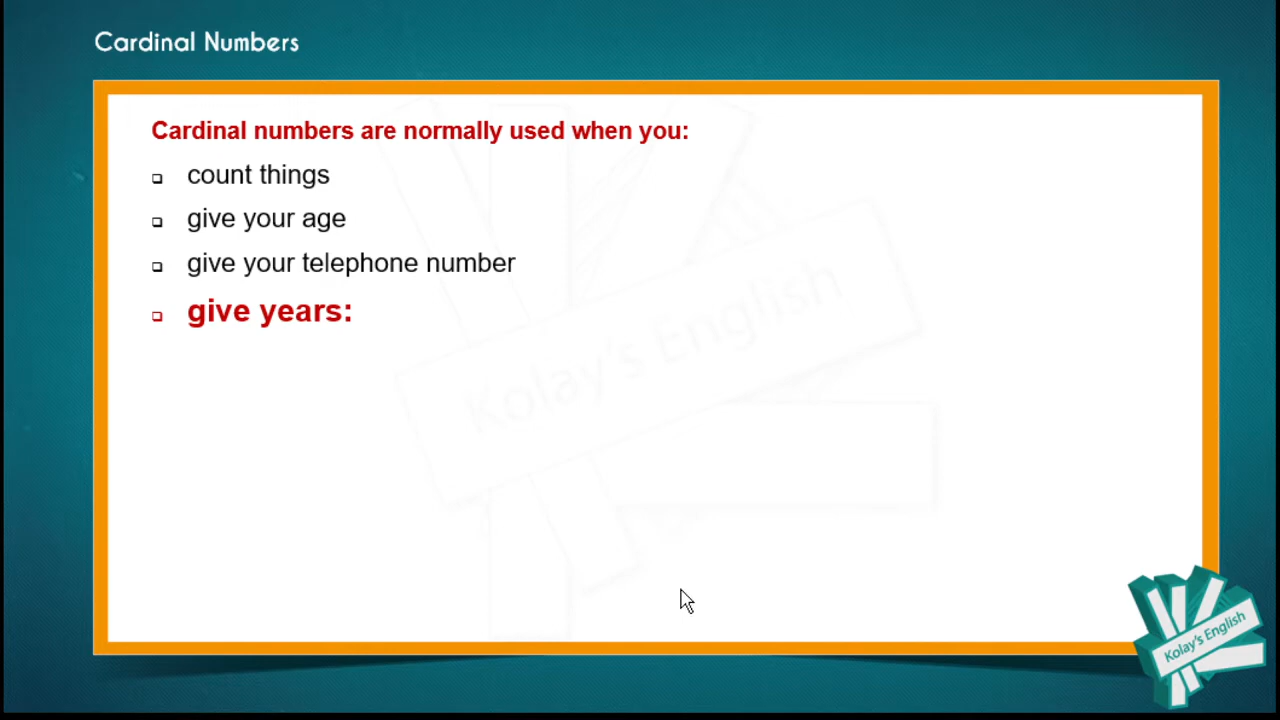 Cardinal Numbers
Cardinal numbers are normally used when you:
count things
give your age
give your telephone number
give years:
Kolay's English
Kolay's English